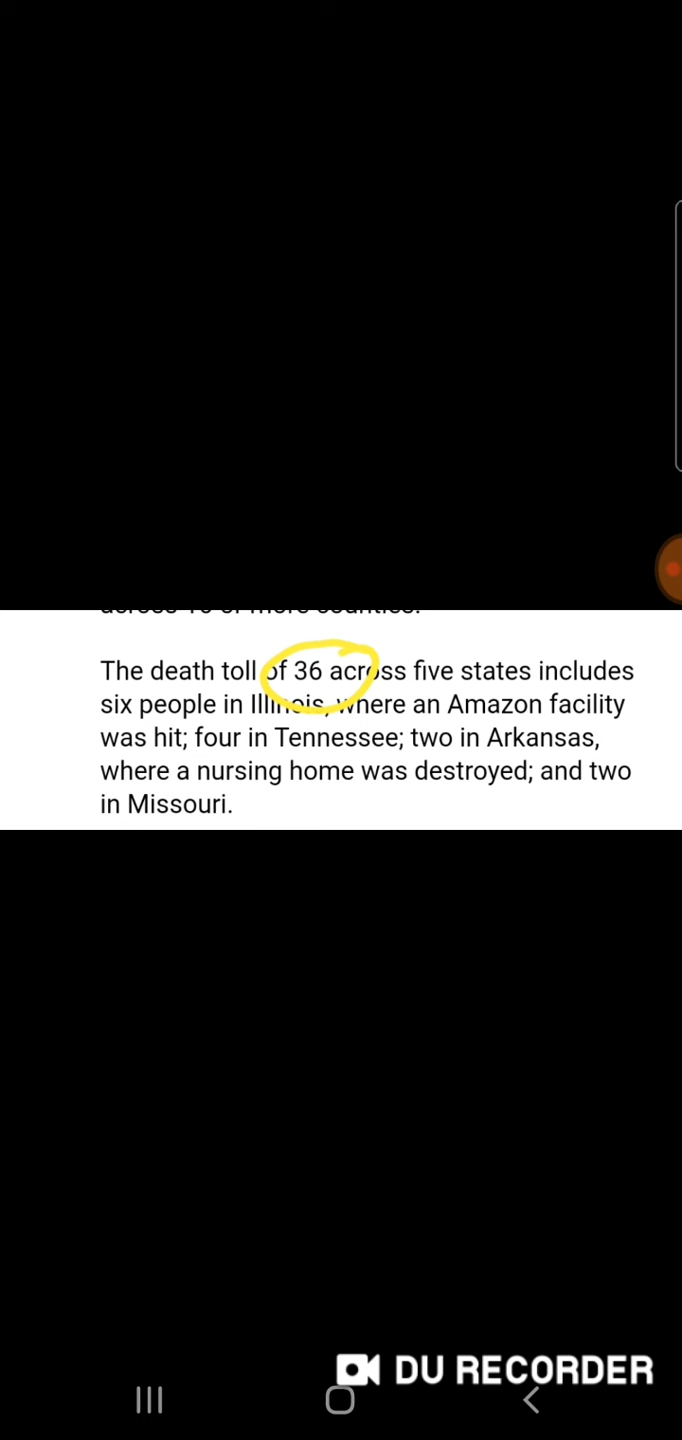 The death toll of 36 across five states includes
six people in Illinois, where an Amazon facility
was hit; four in Tennessee; two in Arkansas,
where a nursing home was destroyed; and two
in Missouri.
DU RECORDER